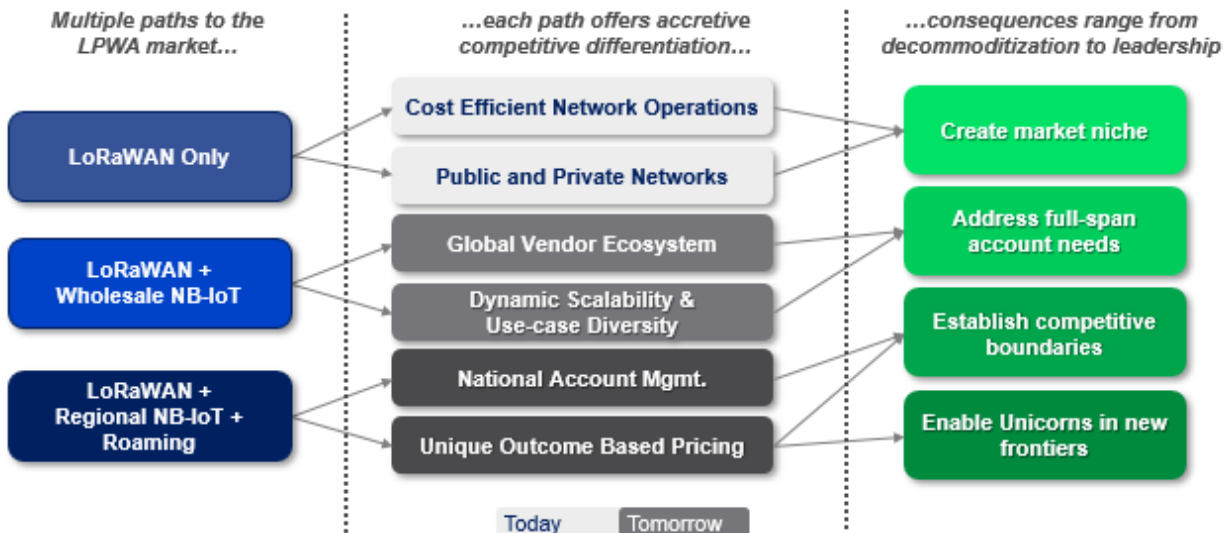 Multiple paths to the
LPWA market…
…each path offers accretive
competitive differentiation…
…consequences range from
decommoditization to leadership
LoRaWAN Only
LoRaWAN +
Wholesale NB-IoT
LoRaWAN +
Regional NB-IoT +
Roaming
Cost Efficient Network Operations
Public and Private Networks
Global Vendor Ecosystem
Dynamic Scalability &
Use-case Diversity
National Account Mgmt.
Unique Outcome Based Pricing
Create market niche
Address full-span
account needs
Establish competitive
boundaries
Enable Unicorns in new
frontiers
Today
Tomorrow